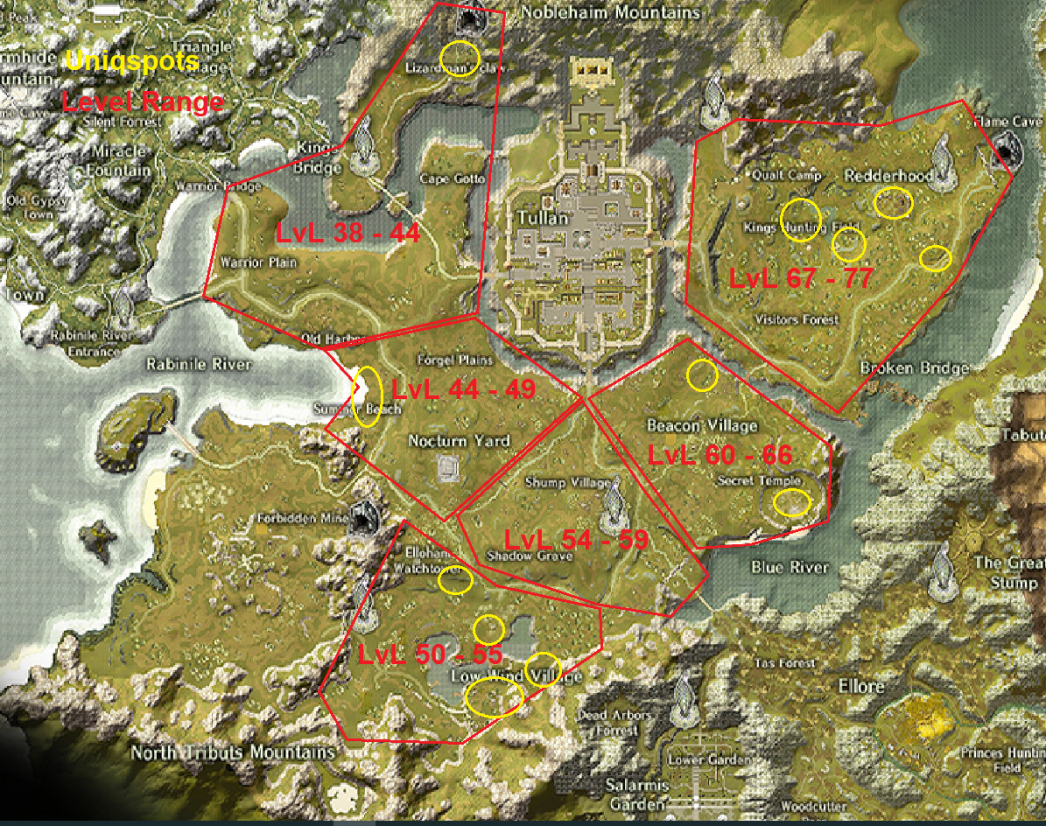 d Peak
Noblehaim Mountains
Triangle
Village
rmhide
untain
Uniqspots
Lizardman's claw
Level Range
Flame Cave
Silent Forrest
Miracle
Fountain
Kings
Bridge
Qualt Camp
Redderhood
Warrior Bridge
Cape Gotto
Old Gypsy
Town
Tullan
Kings Hunting Field
LvL 38 - 44
Warrior Plain
LvL 67 - 77
Town
Visitors Forest
Rabinile River
Entrance
Old Harbor
Rabinile River
Forgel Plains
Broken Bridge
LvL 44 - 49
Summer Beach
Beacon Village
Nocturn Yard
Tabut
LvL 60 - 66
Shump Village
Secret Temple
Forbidden Mine
LvL 54 - 59
Shadow Grave
Ellohan
Watchtower
Blue River
The Great
Stump
LvL 50 - 55
Low Wind Village
Tas Forest
Ellore
Dead Arbors
Forrest
North Tributs Mountains
Lower Garden
Princes Huntin
Field
Salarmis
Garden
Woodcutter